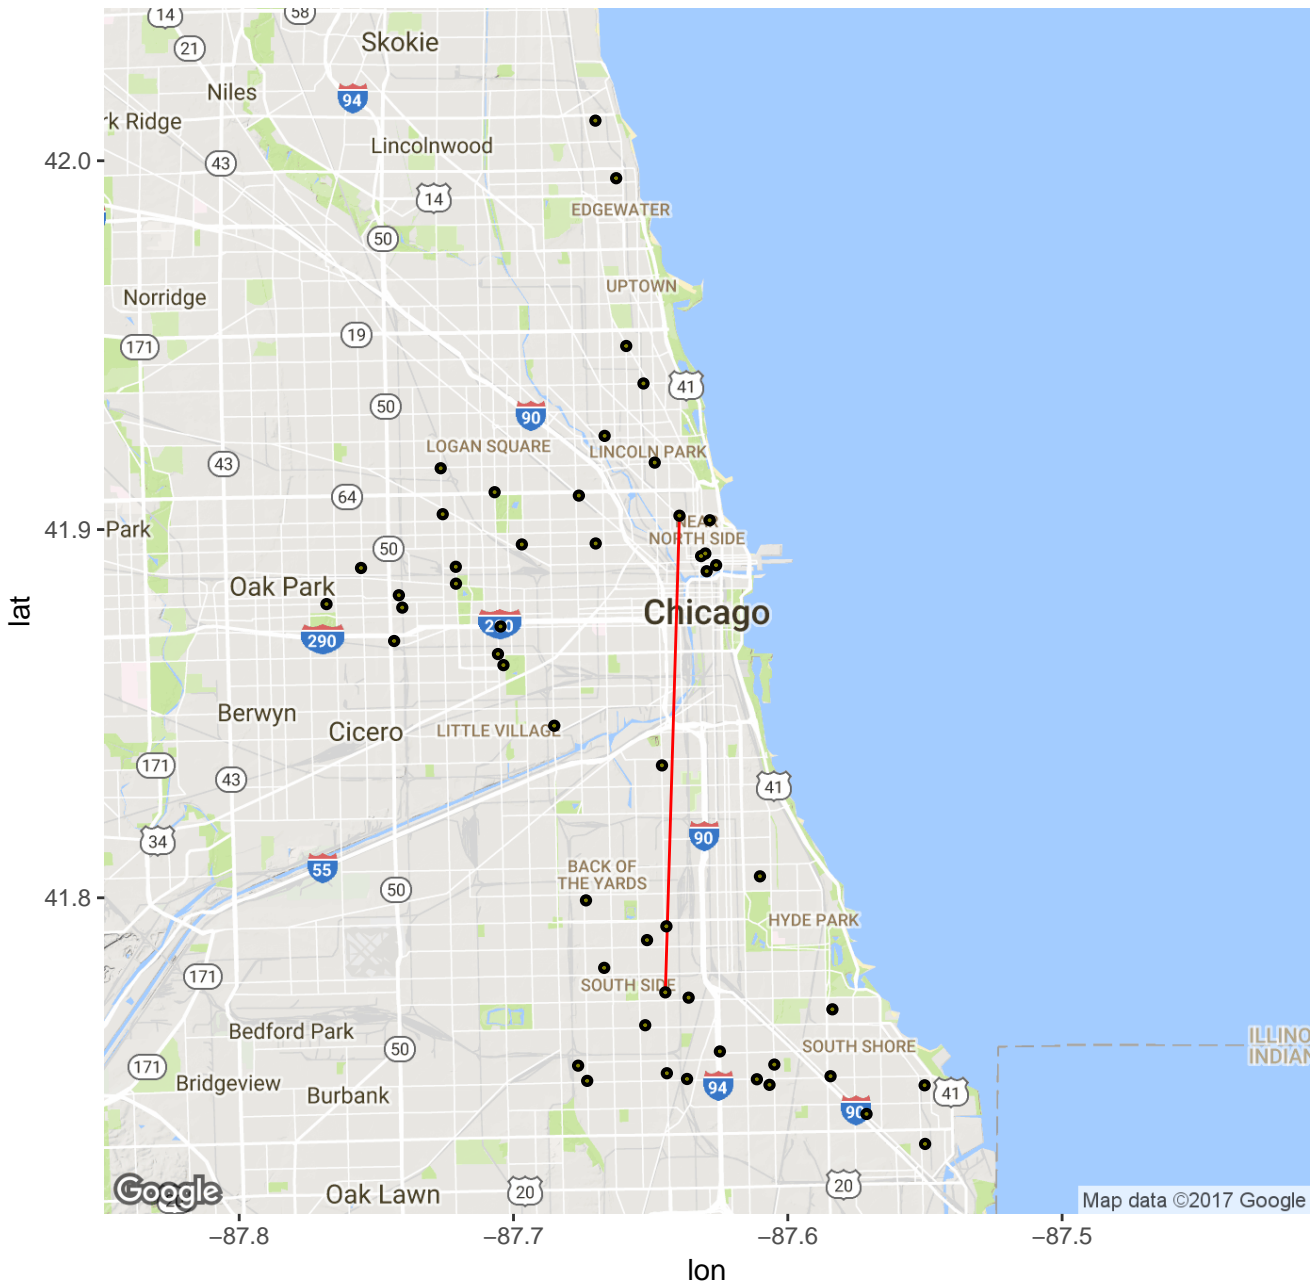 14
58
21
Skokie
Niles
94
rk Ridge
Lincolnwood
42.0
43
14
EDGEWATER
50
UPTOWN
Norridge
19
171
41
50
90
LOGAN SQUARE
LINCOLN PARK
43
64
41.9
Park
NEAR
NORTH SIDE
50
Oak Park
Chicago
290
290
lat
Berwyn
Cicero
LITTLE VILLAGE
171
43
41
34
90
55
BACK OF
THE YARDS
50
41.8
HYDE PARK
171
SOUTH SIDE
Bedford Park
50
SOUTH SHORE
ILLINO
INDIAN
171
Bridgeview
Burbank
94
41
90
Google
Oak Lawn
20
20
Map data ©2017 Google
−87.8
−87.7
−87.6
−87.5
lon